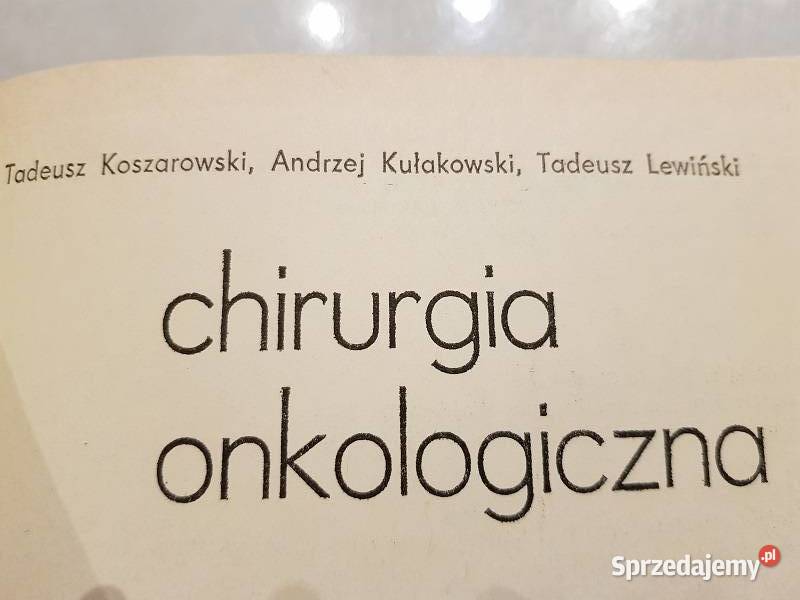 Tadeusz Koszarowski, Andrzej Kułakowski, Tadeusz Lewiński
chirurgia
onkologiczna
Sprzedajemy.pl